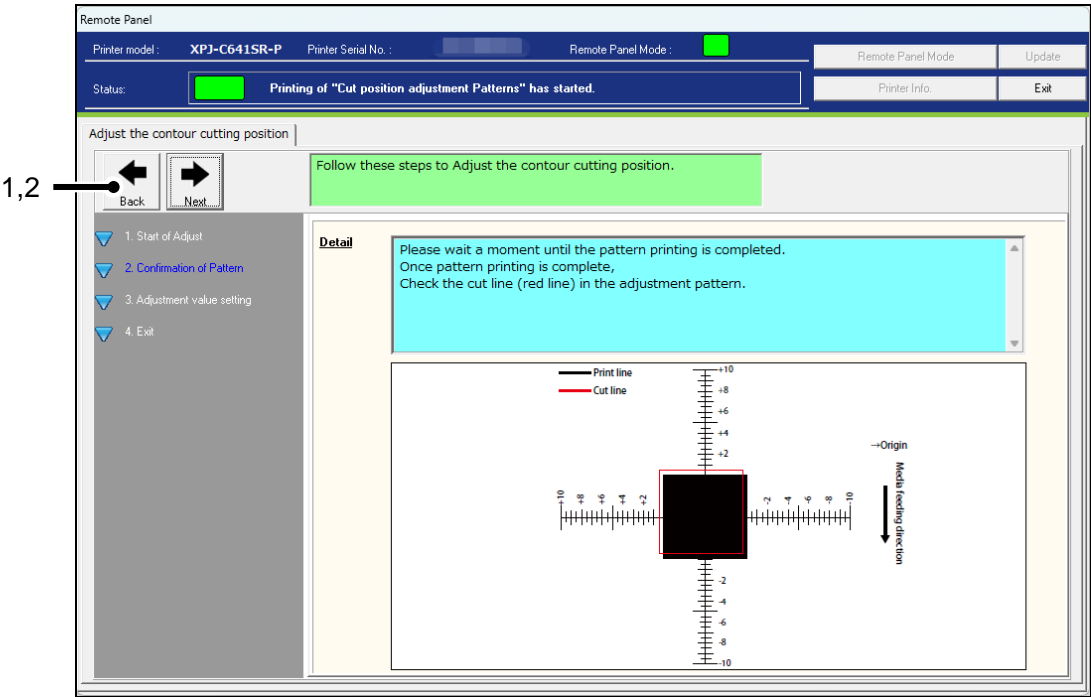 Remote Panel
Printer model : XPJ-C641SR-P Printer Serial No. : Remote Panel Mode :
Remote Panel Mode Update
Status: Printing of "Cut position adjustment Patterns" has started.
Printer Info. Exit
Adjust the contour cutting position
1,2
Back Next
Follow these steps to Adjust the contour cutting position.
1. Start of Adjust
2. Confirmation of Pattern
3. Adjustment value setting
4. Exit
Detail
Please wait a moment until the pattern printing is completed.
Once pattern printing is complete,
Check the cut line (red line) in the adjustment pattern.
Print line
Cut line
+10
+8
+6
+4
+2
+10 +8 +6 +4 +2
-2 -4 -6 -8 -10
-2
-4
-6
-8
-10
→Origin
Media feeding direction